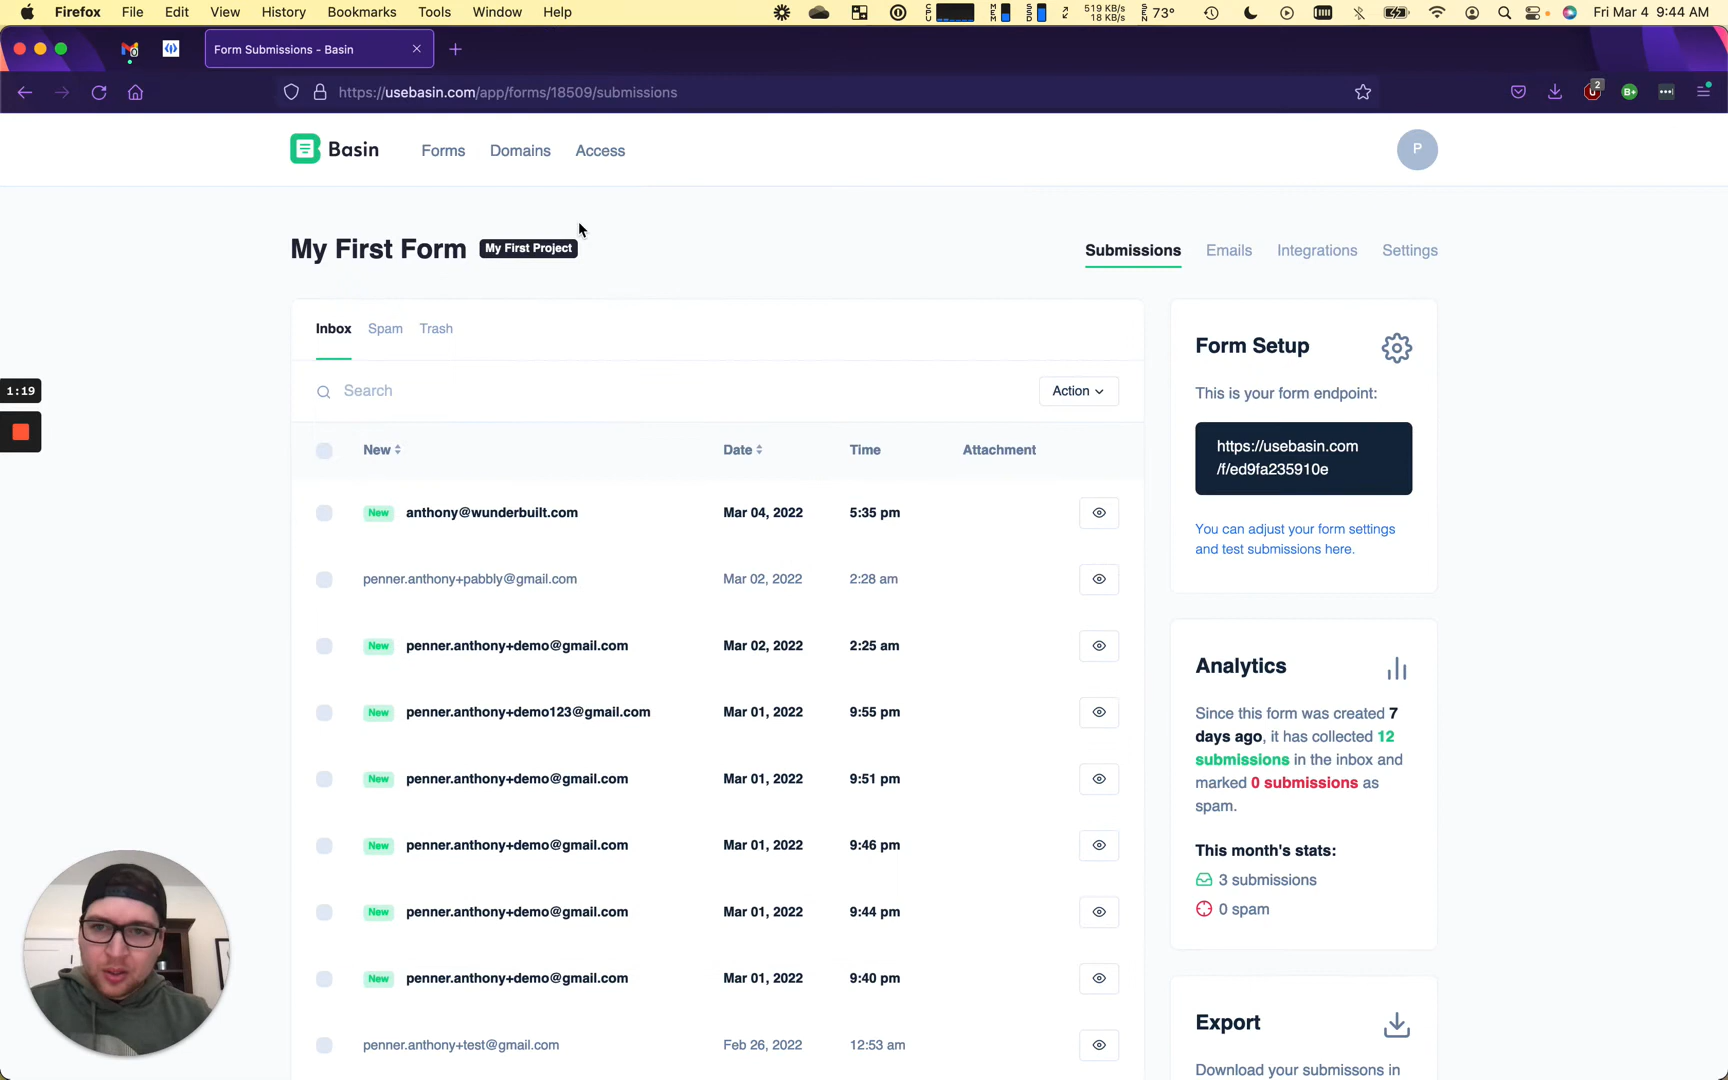 Firefox File Edit View History Bookmarks Tools Window Help
CPU MEM SSD 519 KB/s 18 KB/s SEN 73° Fri Mar 4 9:44 AM
Form Submissions - Basin
https://usebasin.com/app/forms/18509/submissions
2
B+
Basin Forms Domains Access P
My First Form My First Project Submissions Emails Integrations Settings
Inbox Spam Trash
Search Action
New Date Time Attachment
New anthony@wunderbuilt.com Mar 04, 2022 5:35 pm
penner.anthony+pabbly@gmail.com Mar 02, 2022 2:28 am
New penner.anthony+demo@gmail.com Mar 02, 2022 2:25 am
New penner.anthony+demo123@gmail.com Mar 01, 2022 9:55 pm
New penner.anthony+demo@gmail.com Mar 01, 2022 9:51 pm
New penner.anthony+demo@gmail.com Mar 01, 2022 9:46 pm
New penner.anthony+demo@gmail.com Mar 01, 2022 9:44 pm
New penner.anthony+demo@gmail.com Mar 01, 2022 9:40 pm
penner.anthony+test@gmail.com Feb 26, 2022 12:53 am
Form Setup
This is your form endpoint:
https://usebasin.com
/f/ed9fa235910e
You can adjust your form settings
and test submissions here.
Analytics
Since this form was created 7
days ago, it has collected 12
submissions in the inbox and
marked 0 submissions as
spam.
This month's stats:
3 submissions
0 spam
Export
Download your submissons in
1:19